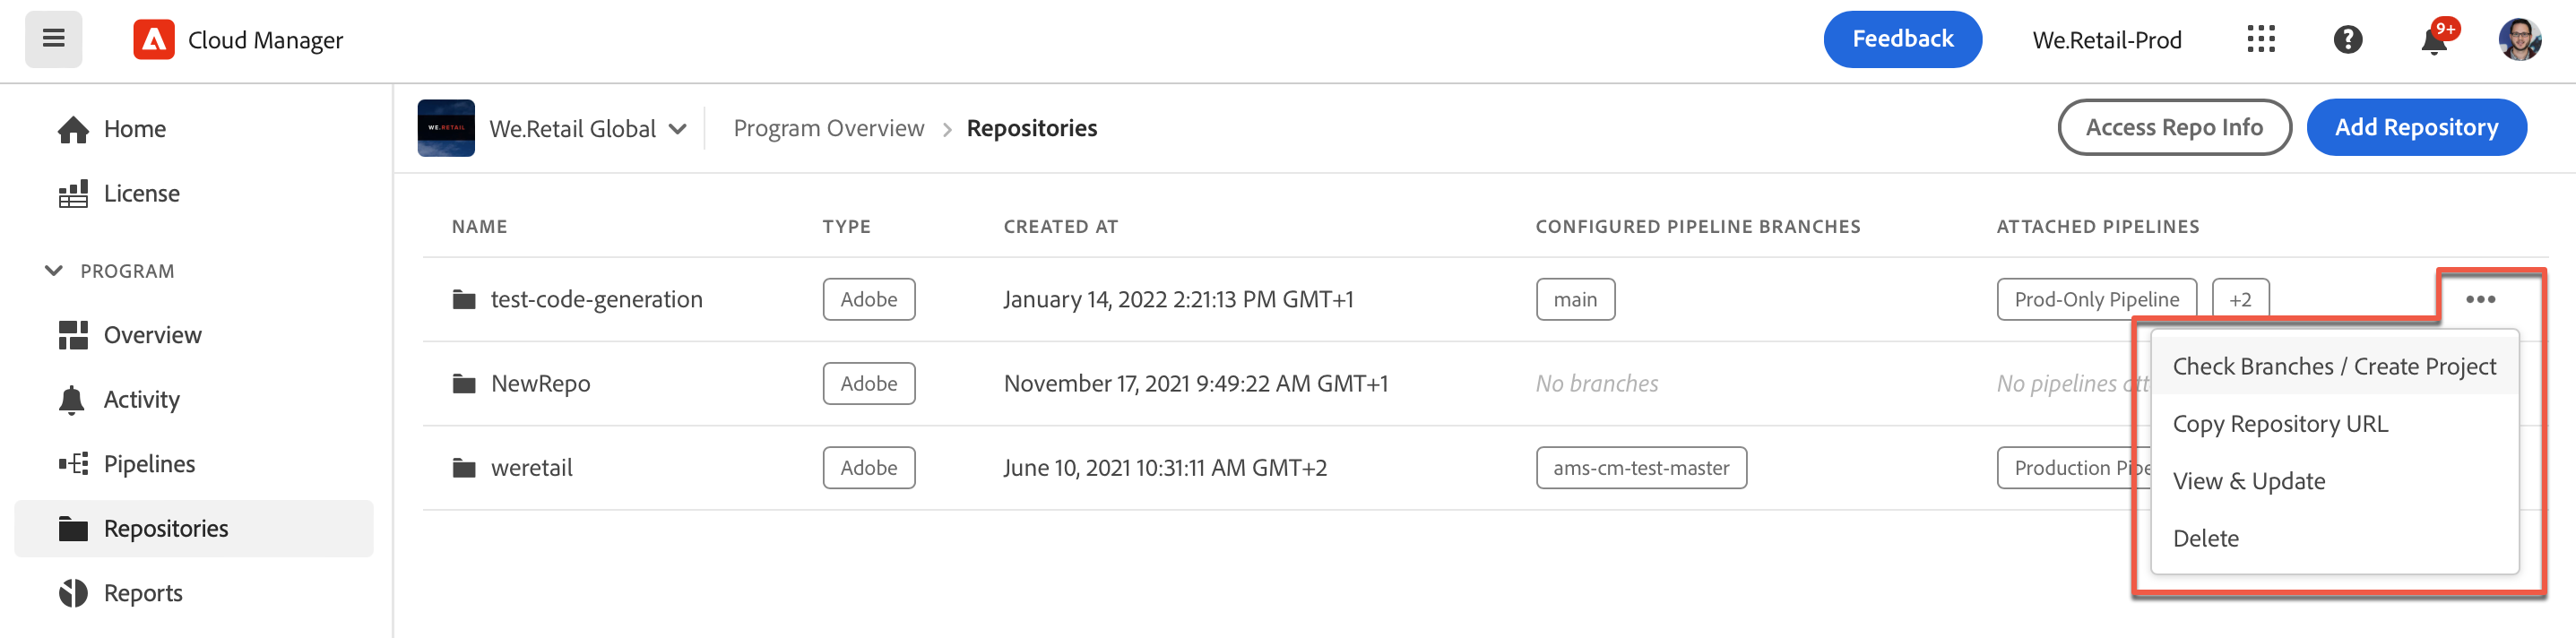 Cloud Manager
Feedback
We.Retail-Prod
9+
Home
License
PROGRAM
Overview
Activity
Pipelines
Repositories
Reports
WE.RETAIL
We.Retail Global
Program Overview > Repositories
Access Repo Info
Add Repository
NAME TYPE CREATED AT CONFIGURED PIPELINE BRANCHES ATTACHED PIPELINES
test-code-generation Adobe January 14, 2022 2:21:13 PM GMT+1 main Prod-Only Pipeline +2
NewRepo Adobe November 17, 2021 9:49:22 AM GMT+1 No branches No pipelines
weretail Adobe June 10, 2021 10:31:11 AM GMT+2 ams-cm-test-master Production
Check Branches / Create Project
Copy Repository URL
View & Update
Delete